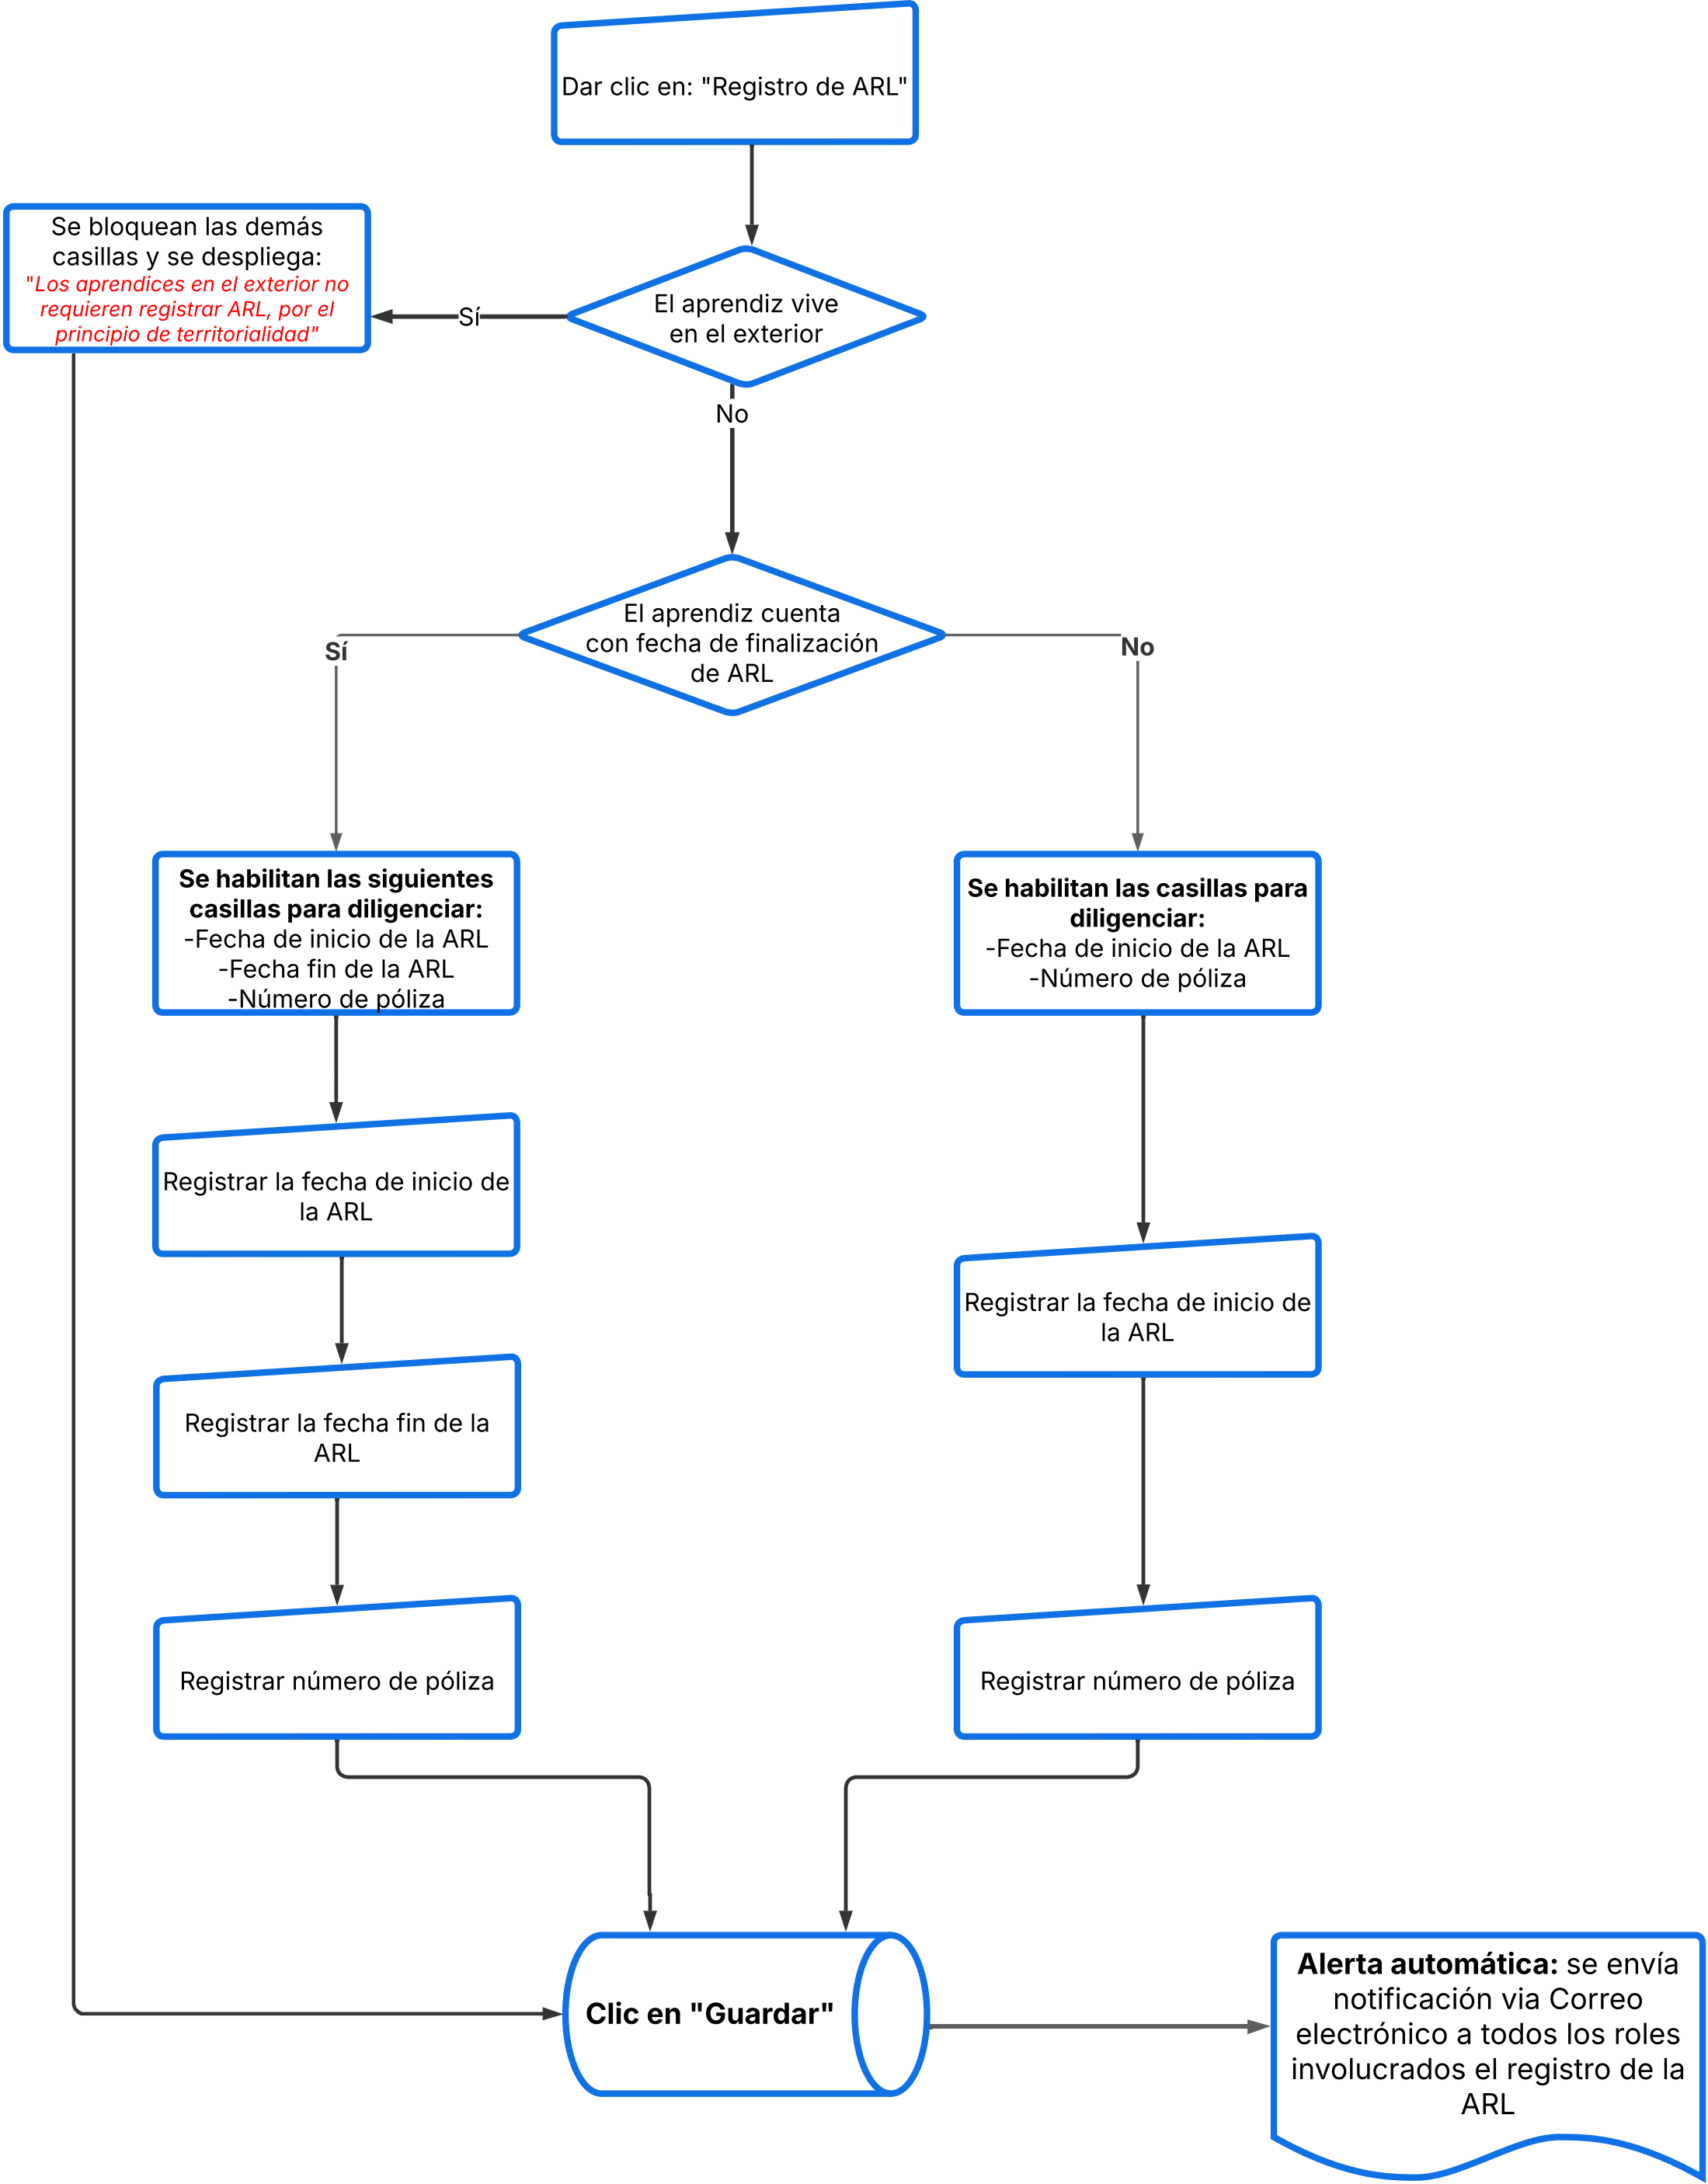 Dar clic en: "Registro de ARL"
Se bloquean las demás
casillas y se despliega:
"Los aprendices en el exterior no
requieren registrar ARL, por el
principio de territorialidad"
Sí
El aprendiz vive
en el exterior
No
El aprendiz cuenta
con fecha de finalización
de ARL
Sí
No
Se habilitan las siguientes
casillas para diligenciar:
-Fecha de inicio de la ARL
-Fecha fin de la ARL
-Número de póliza
Se habilitan las casillas para
diligenciar:
-Fecha de inicio de la ARL
-Número de póliza
Registrar la fecha de inicio de
la ARL
Registrar la fecha de inicio de
la ARL
Registrar la fecha fin de la
ARL
Registrar número de póliza
Registrar número de póliza
Clic en "Guardar"
Alerta automática: se envía
notificación via Correo
electrónico a todos los roles
involucrados el registro de la
ARL